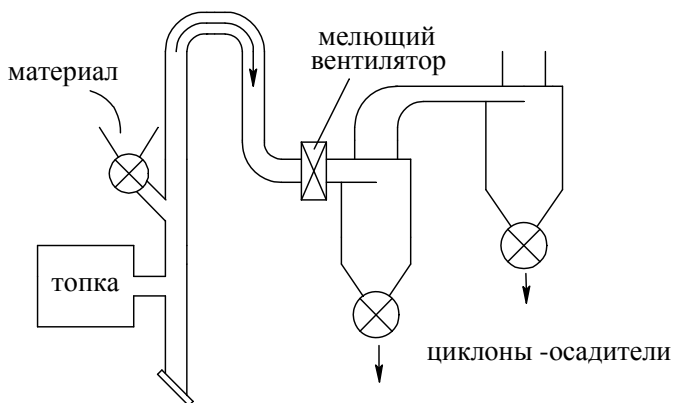 мелющий
вентилятор
материал
топка
циклоны -осадители